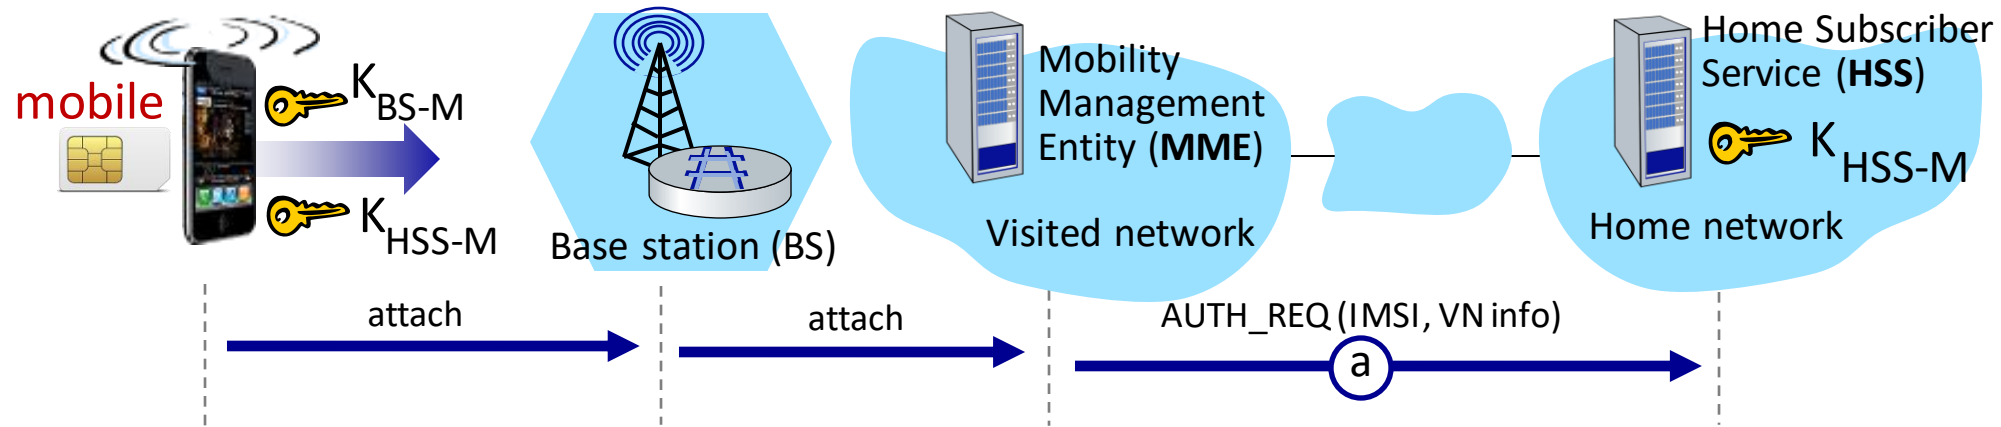 mobile
K BS-M
K HSS-M
Base station (BS)
Mobility
Management
Entity (MME)
Visited network
Home Subscriber
Service (HSS)
K HSS-M
Home network
attach
attach
AUTH_REQ (IMSI, VN info)
a